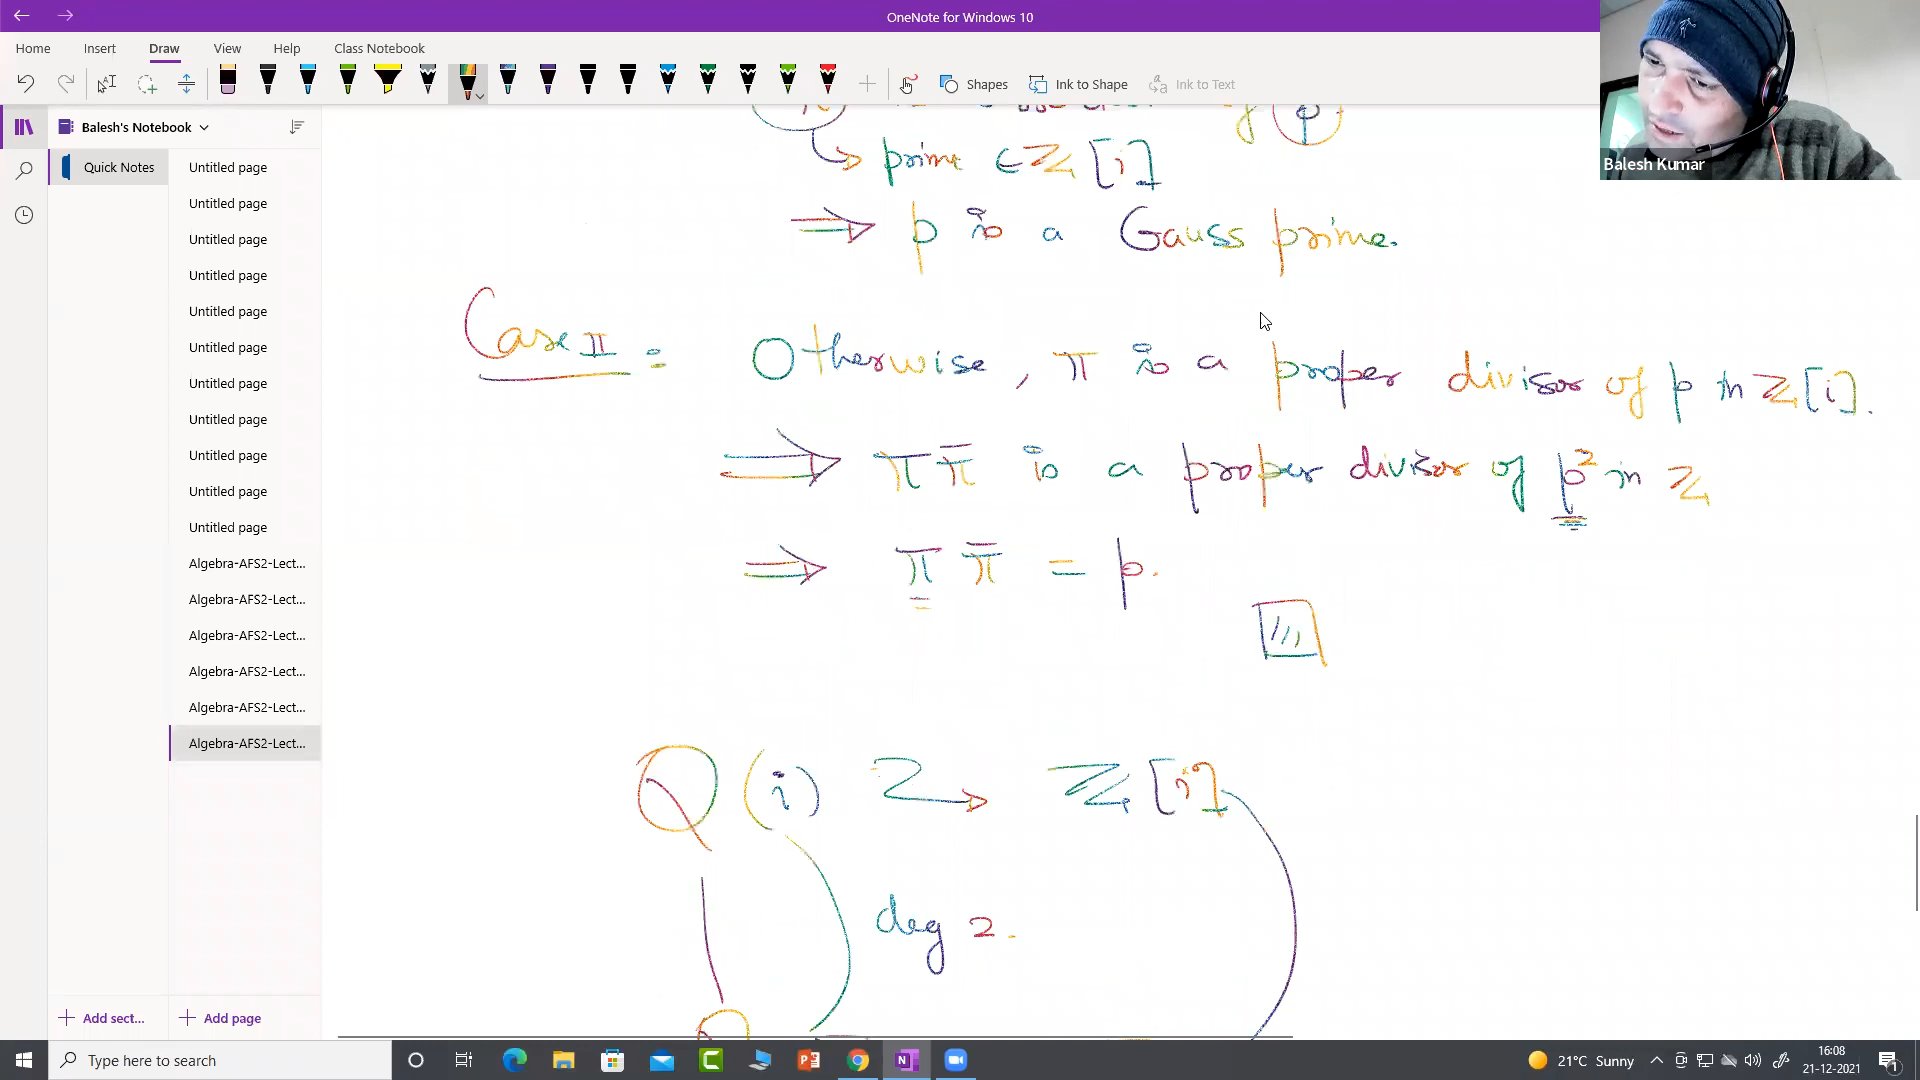 OneNote for Windows 10
Home Insert Draw View Help Class Notebook
Shapes Ink to Shape Ink to Text
Balesh Kumar
Balesh's Notebook
Quick Notes
Untitled page
Untitled page
Untitled page
Untitled page
Untitled page
Untitled page
Untitled page
Untitled page
Untitled page
Untitled page
Untitled page
Algebra-AFS2-Lect...
Algebra-AFS2-Lect...
Algebra-AFS2-Lect...
Algebra-AFS2-Lect...
Algebra-AFS2-Lect...
Algebra-AFS2-Lect...
Add sect... Add page
prime ∈ ℤ[i]
⟹ p is a Gauss prime.
Case II = Otherwise, π is a proper divisor of p in ℤ[i].
⟹ π π̄ is a proper divisor of p² in ℤ
⟹ π π̄ = p.
Q(i) ⟶ ℤ[i]
deg 2.
Type here to search
21°C Sunny
16:08
21-12-2021